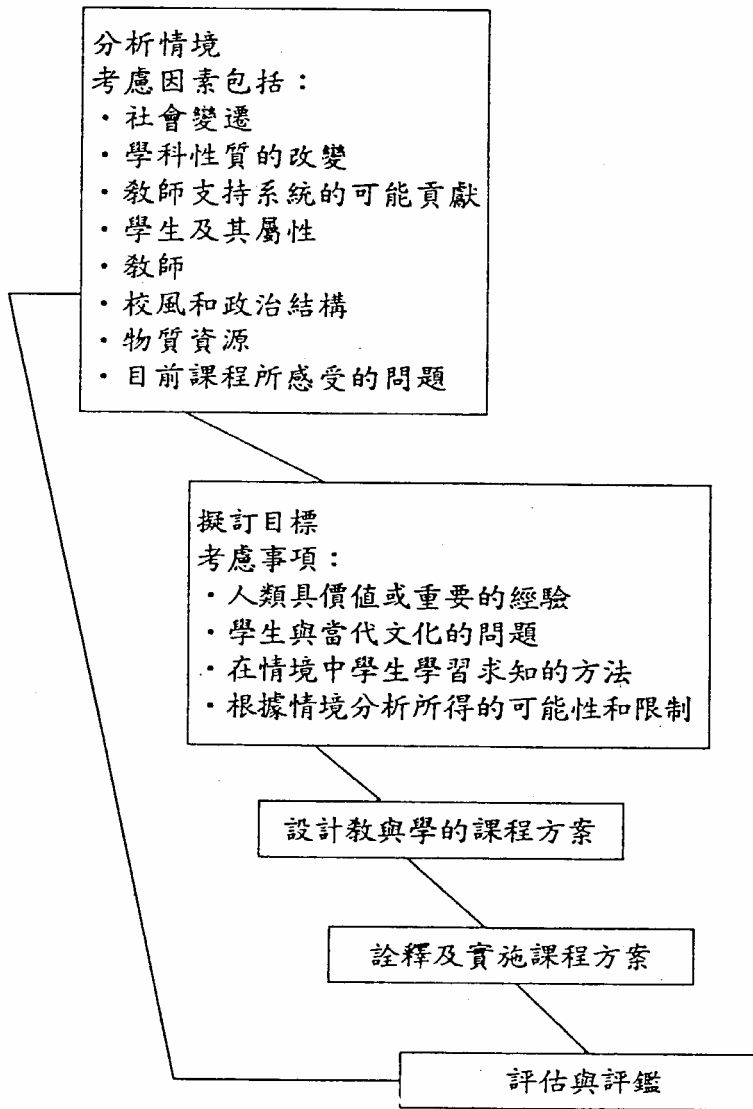 分析情境
考慮因素包括：
・社會變遷
・學科性質的改變
・教師支持系統的可能貢獻
・學生及其屬性
・教師
・校風和政治結構
・物質資源
・目前課程所感受的問題
擬訂目標
考慮事項：
・人類具價值或重要的經驗
・學生與當代文化的問題
・在情境中學生學習求知的方法
・根據情境分析所得的可能性和限制
設計教與學的課程方案
詮釋及實施課程方案
評估與評鑑